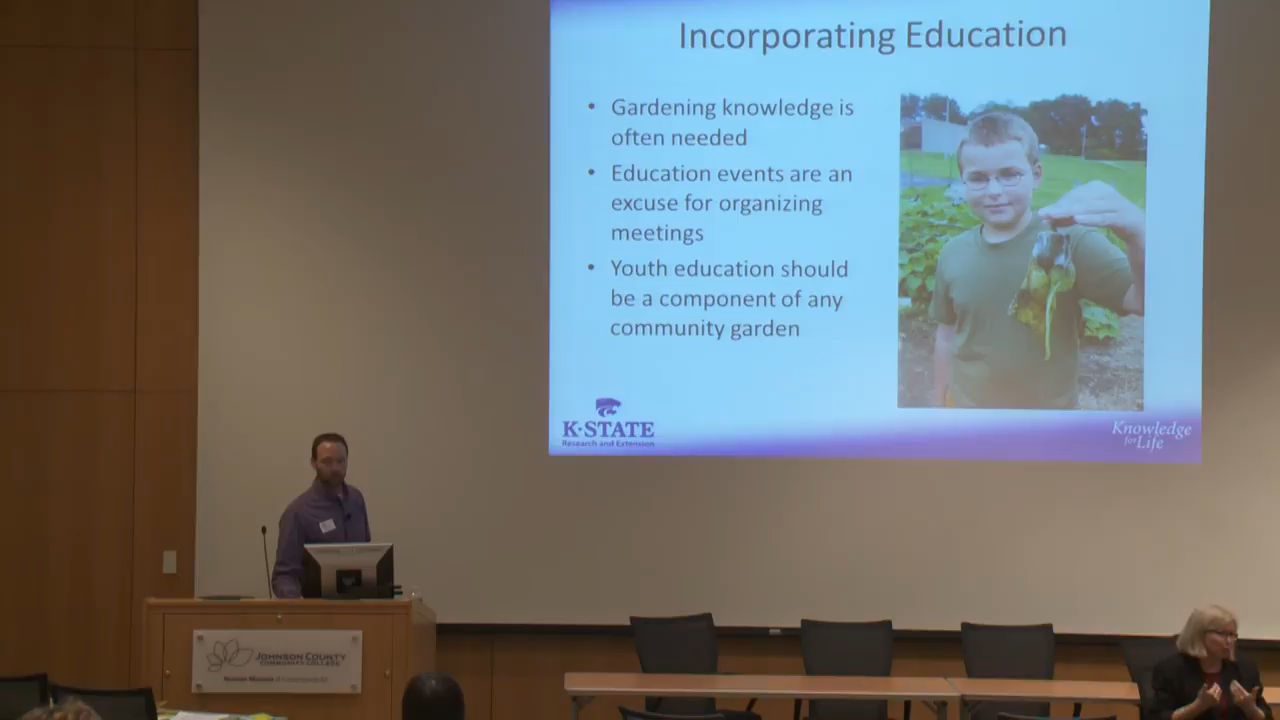 Incorporating Education
• Gardening knowledge is
often needed
• Education events are an
excuse for organizing
meetings
• Youth education should
be a component of any
community garden
K-STATE
Research and Extension
Knowledge
for Life
JOHNSON COUNTY
COMMUNITY COLLEGE